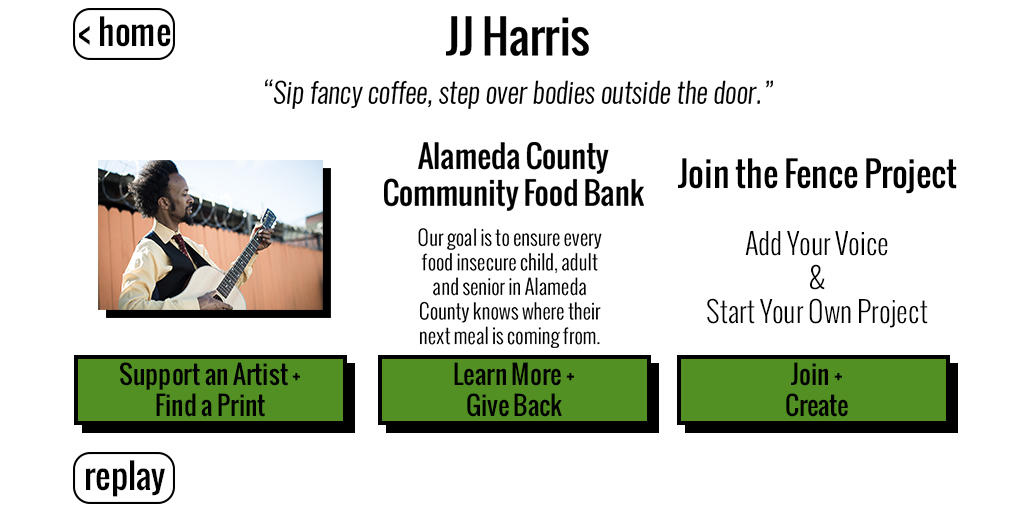 < home
JJ Harris
“Sip fancy coffee, step over bodies outside the door.”
Alameda County
Community Food Bank
Our goal is to ensure every
food insecure child, adult
and senior in Alameda
County knows where their
next meal is coming from.
Join the Fence Project
Add Your Voice
&
Start Your Own Project
Support an Artist +
Find a Print
Learn More +
Give Back
Join +
Create
replay